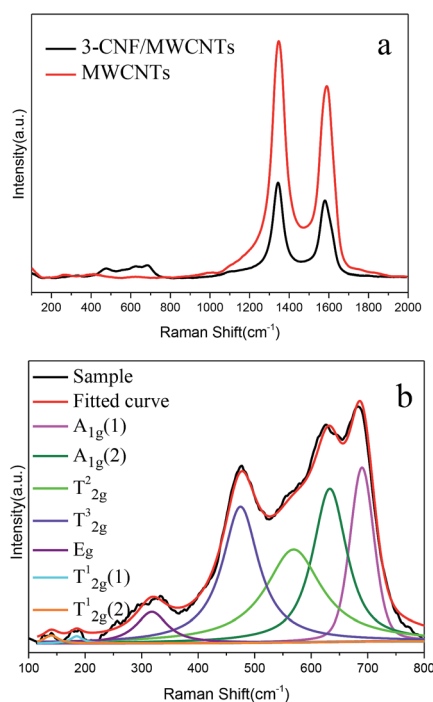 a
3-CNF/MWCNTs
MWCNTs
Intensity(a.u.)
200 400 600 800 1000 1200 1400 1600 1800 2000
Raman Shift(cm⁻¹)
b
Sample
Fitted curve
A₁g(1)
A₁g(2)
T²₂g
T³₂g
Eg
T¹₂g(1)
T¹₂g(2)
Intensity(a.u.)
100 200 300 400 500 600 700 800
Raman Shift(cm⁻¹)